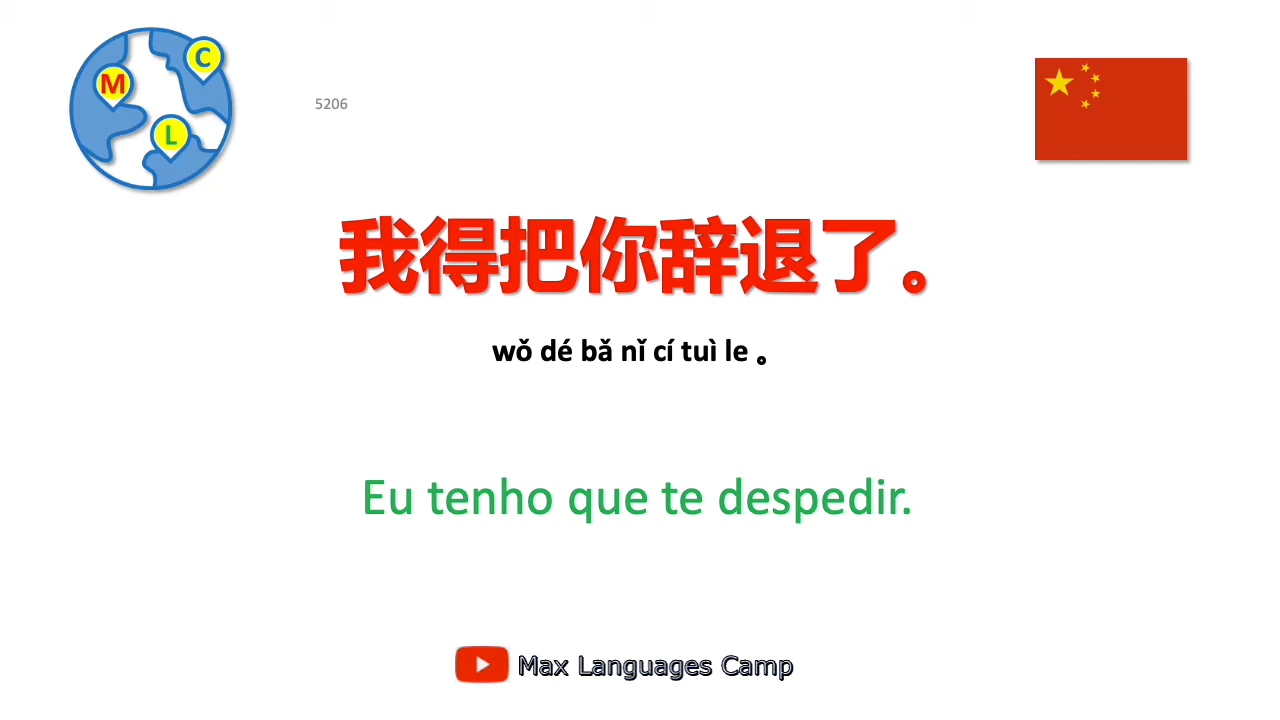 M
C
L
5206
我得把你辞退了。
wǒ dé bǎ nǐ cí tuì le 。
Eu tenho que te despedir.
Max Languages Camp